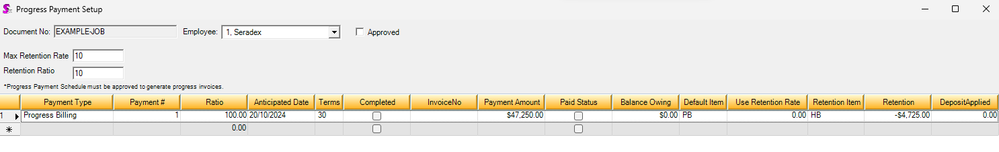 Progress Payment Setup
Document No: EXAMPLE-JOB Employee: 1, Seradex Approved
Max Retention Rate 10
Retention Ratio 10
*Progress Payment Schedule must be approved to generate progress invoices.
Payment Type Payment # Ratio Anticipated Date Terms Completed InvoiceNo Payment Amount Paid Status Balance Owing Default Item Use Retention Rate Retention Item Retention DepositApplied
1 Progress Billing 1 100.00 20/10/2024 30 $47,250.00 $0.00 PB 0.00 HB -$4,725.00 0.00
* 0.00